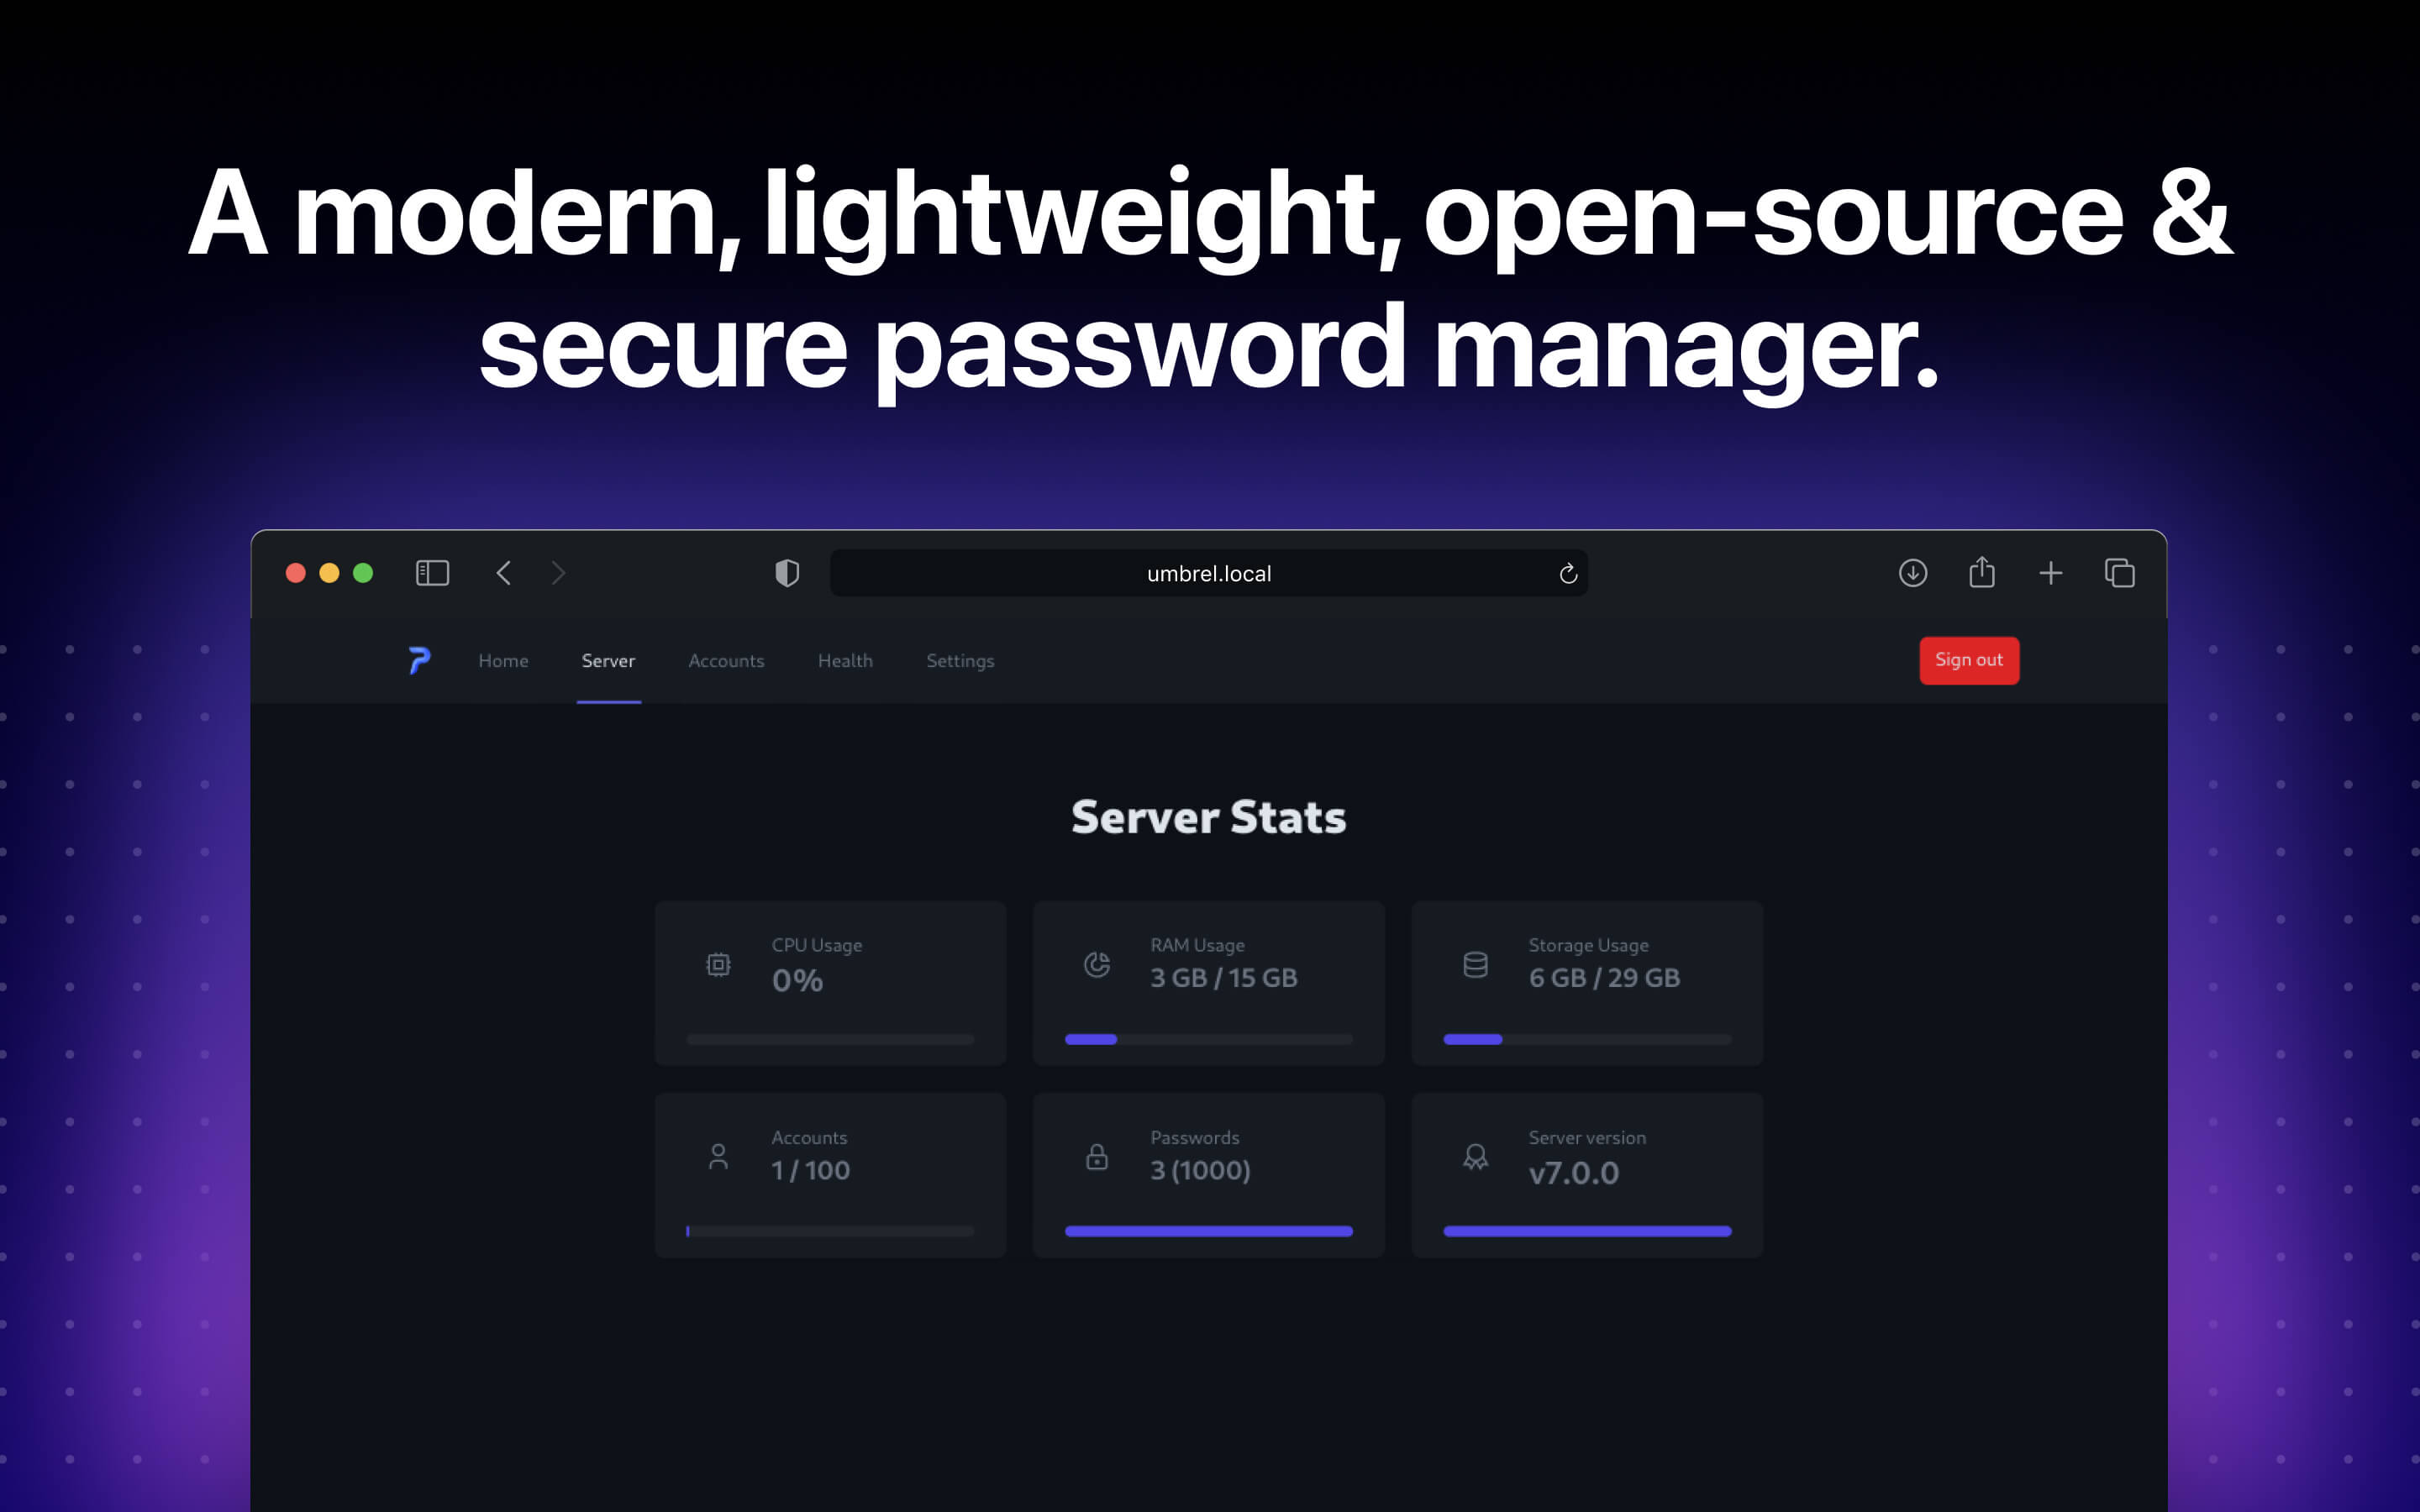 A modern, lightweight, open-source &
secure password manager.
umbrel.local
Home Server Accounts Health Settings Sign out
Server Stats
CPU Usage
0%
RAM Usage
3 GB / 15 GB
Storage Usage
6 GB / 29 GB
Accounts
1 / 100
Passwords
3 (1000)
Server version
v7.0.0